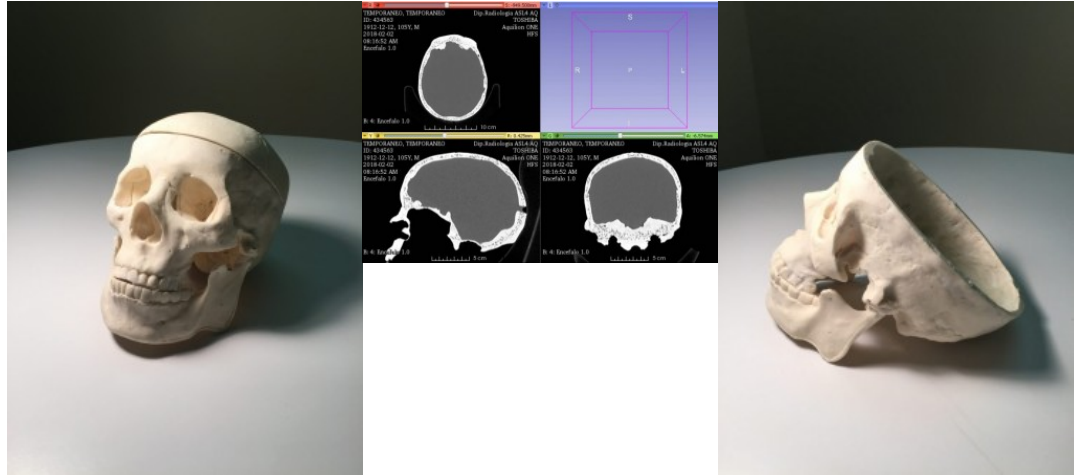 TEMPORANEO, TEMPORANEO
ID: 434563
1912-12-12, 105Y, M
2018-02-02
08:16:52 AM
Encefalo 1.0
Dip.Radiologia ASL4 AQ
TOSHIBA
Aquilion ONE
HFS
B: 4: Encefalo 1.0
10 cm
S
R
P
L
I
TEMPORANEO, TEMPORANEO
ID: 434563
1912-12-12, 105Y, M
2018-02-02
08:16:52 AM
Encefalo 1.0
Dip.Radiologia ASL4 AQ
TOSHIBA
Aquilion ONE
HFS
B: 4: Encefalo 1.0
5 cm
TEMPORANEO, TEMPORANEO
ID: 434563
1912-12-12, 105Y, M
2018-02-02
08:16:52 AM
Encefalo 1.0
Dip.Radiologia ASL4 AQ
TOSHIBA
Aquilion ONE
HFS
B: 4: Encefalo 1.0
5 cm